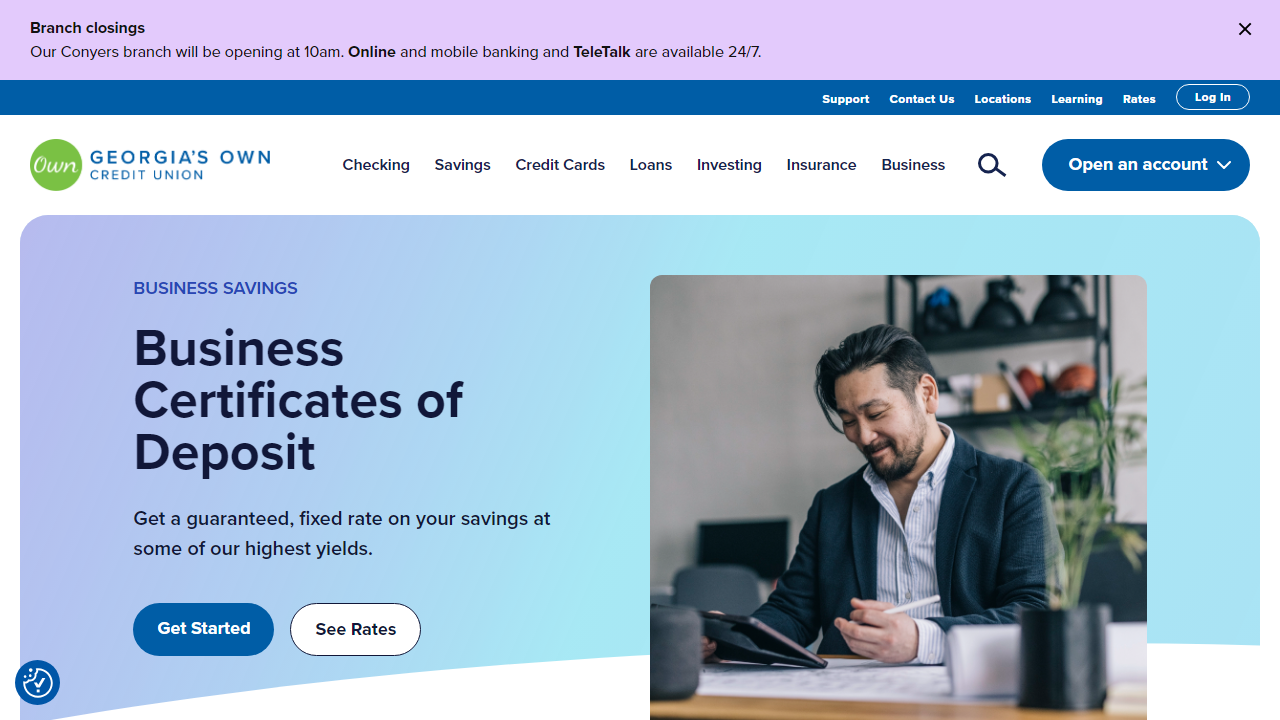 Branch closings
Our Conyers branch will be opening at 10am. Online and mobile banking and TeleTalk are available 24/7.
Support Contact Us Locations Learning Rates Log In
Own GEORGIA'S OWN
CREDIT UNION
Checking Savings Credit Cards Loans Investing Insurance Business Open an account
BUSINESS SAVINGS
Business
Certificates of
Deposit
Get a guaranteed, fixed rate on your savings at
some of our highest yields.
Get Started See Rates